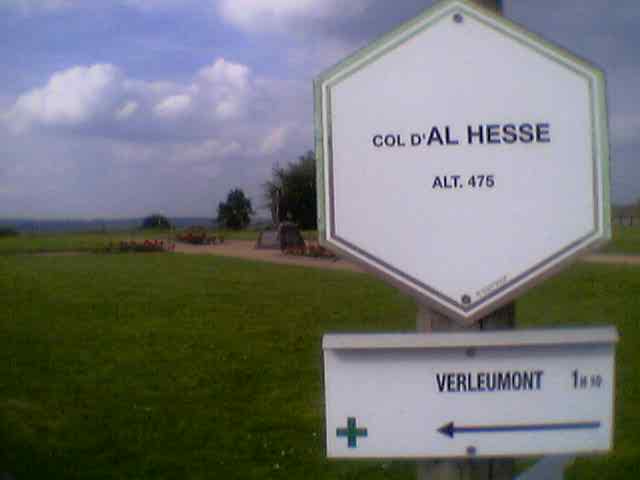 COL D'AL HESSE
ALT. 475
VERLEUMONT 1H10